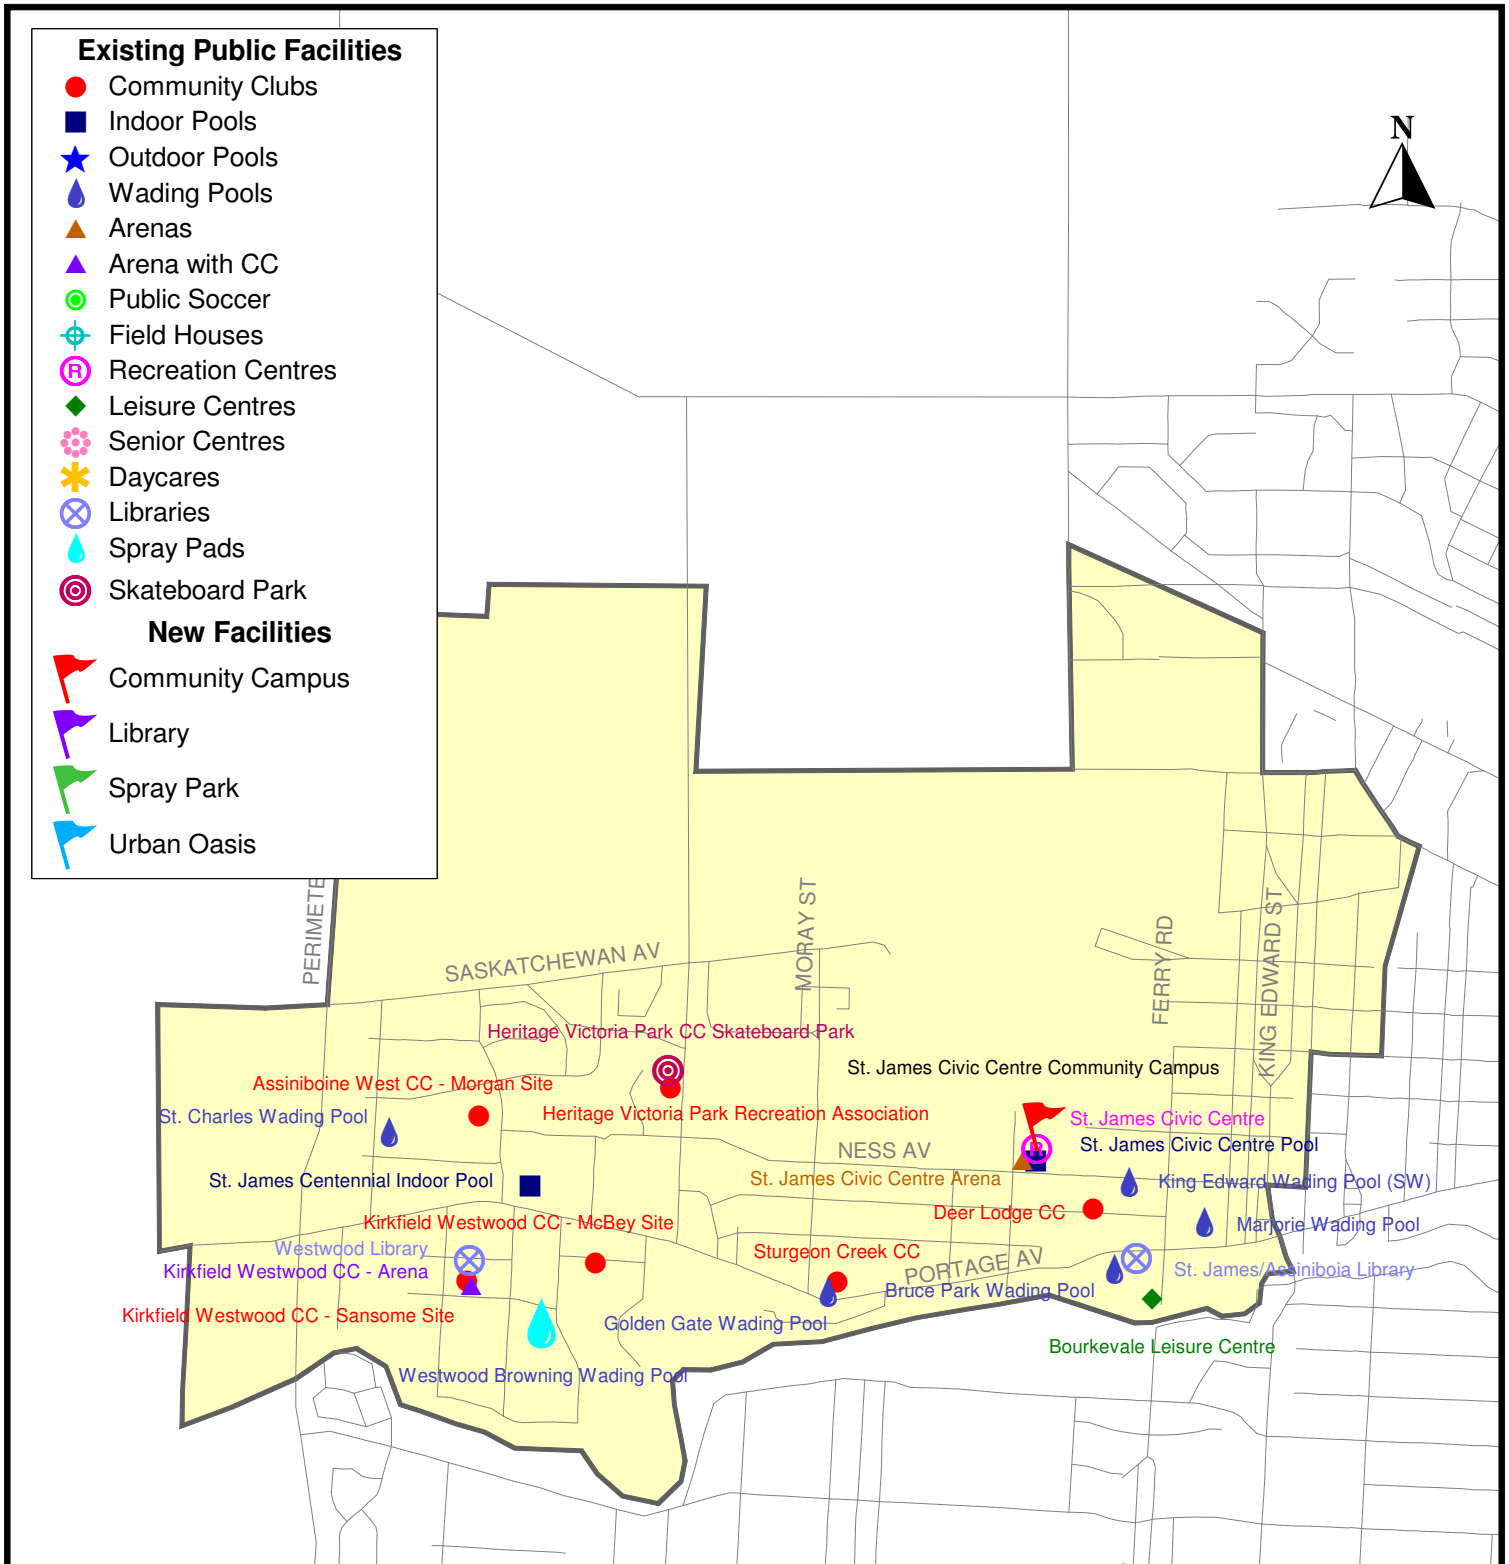 Existing Public Facilities
Community Clubs
Indoor Pools
Outdoor Pools
Wading Pools
Arenas
Arena with CC
Public Soccer
Field Houses
R Recreation Centres
Leisure Centres
Senior Centres
Daycares
Libraries
Spray Pads
Skateboard Park
New Facilities
Community Campus
Library
Spray Park
Urban Oasis
N
PERIMETE
SASKATCHEWAN AV
MORAY ST
FERRY RD
KING EDWARD ST
Heritage Victoria Park CC Skateboard Park
St. James Civic Centre Community Campus
Assiniboine West CC - Morgan Site
Heritage Victoria Park Recreation Association
St. Charles Wading Pool
St. James Civic Centre
R
St. James Civic Centre Pool
NESS AV
St. James Centennial Indoor Pool
St. James Civic Centre Arena
King Edward Wading Pool (SW)
Deer Lodge CC
Kirkfield Westwood CC - McBey Site
Marjorie Wading Pool
Westwood Library
Sturgeon Creek CC
PORTAGE AV
Kirkfield Westwood CC - Arena
St. James/Assiniboia Library
Bruce Park Wading Pool
Kirkfield Westwood CC - Sansome Site
Golden Gate Wading Pool
Bourkevale Leisure Centre
Westwood Browning Wading Pool